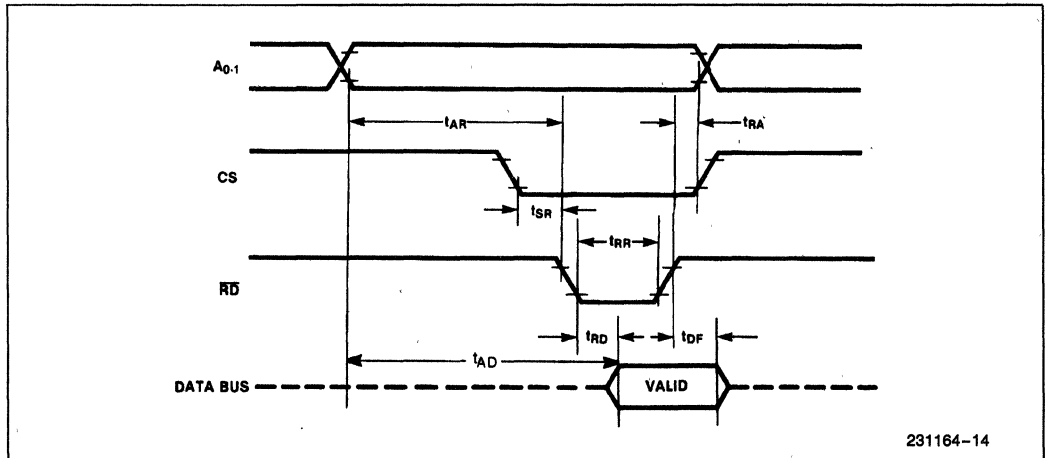 A0-1
tAR
tRA
CS
tSR
tRR
RD
tRD
tDF
tAD
DATA BUS
VALID
231164-14